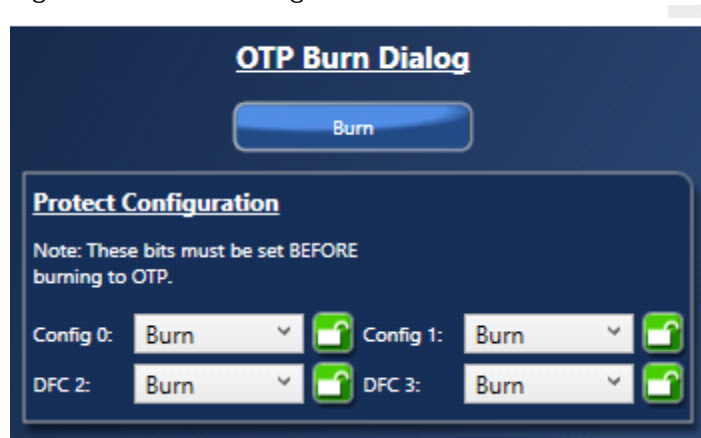 OTP Burn Dialog
Burn
Protect Configuration
Note: These bits must be set BEFORE
burning to OTP.
Config 0: Burn Config 1: Burn
DFC 2: Burn DFC 3: Burn